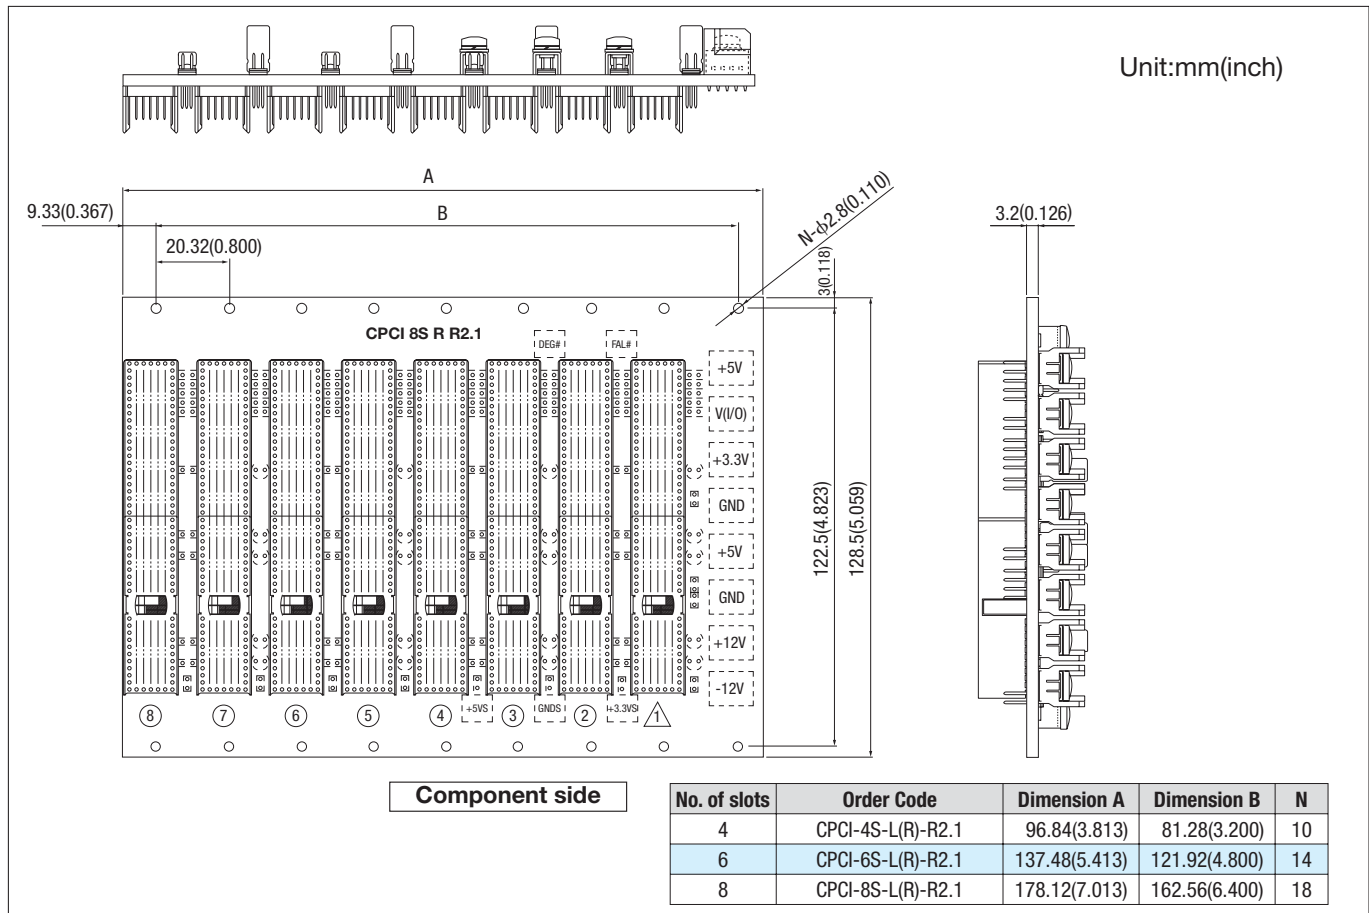 Unit:mm(inch)
A
9.33(0.367)
B
N-ϕ2.8(0.110)
3.2(0.126)
20.32(0.800)
3(0.118)
CPCI 8S R R2.1
DEG#
FAL#
+5V
V(I/O)
+3.3V
GND
+5V
GND
+12V
-12V
122.5(4.823)
128.5(5.059)
8
7
6
5
4
+5VS
3
GNDS
2
+3.3VS
1
Component side
No. of slots Order Code Dimension A Dimension B N
4 CPCI-4S-L(R)-R2.1 96.84(3.813) 81.28(3.200) 10
6 CPCI-6S-L(R)-R2.1 137.48(5.413) 121.92(4.800) 14
8 CPCI-8S-L(R)-R2.1 178.12(7.013) 162.56(6.400) 18